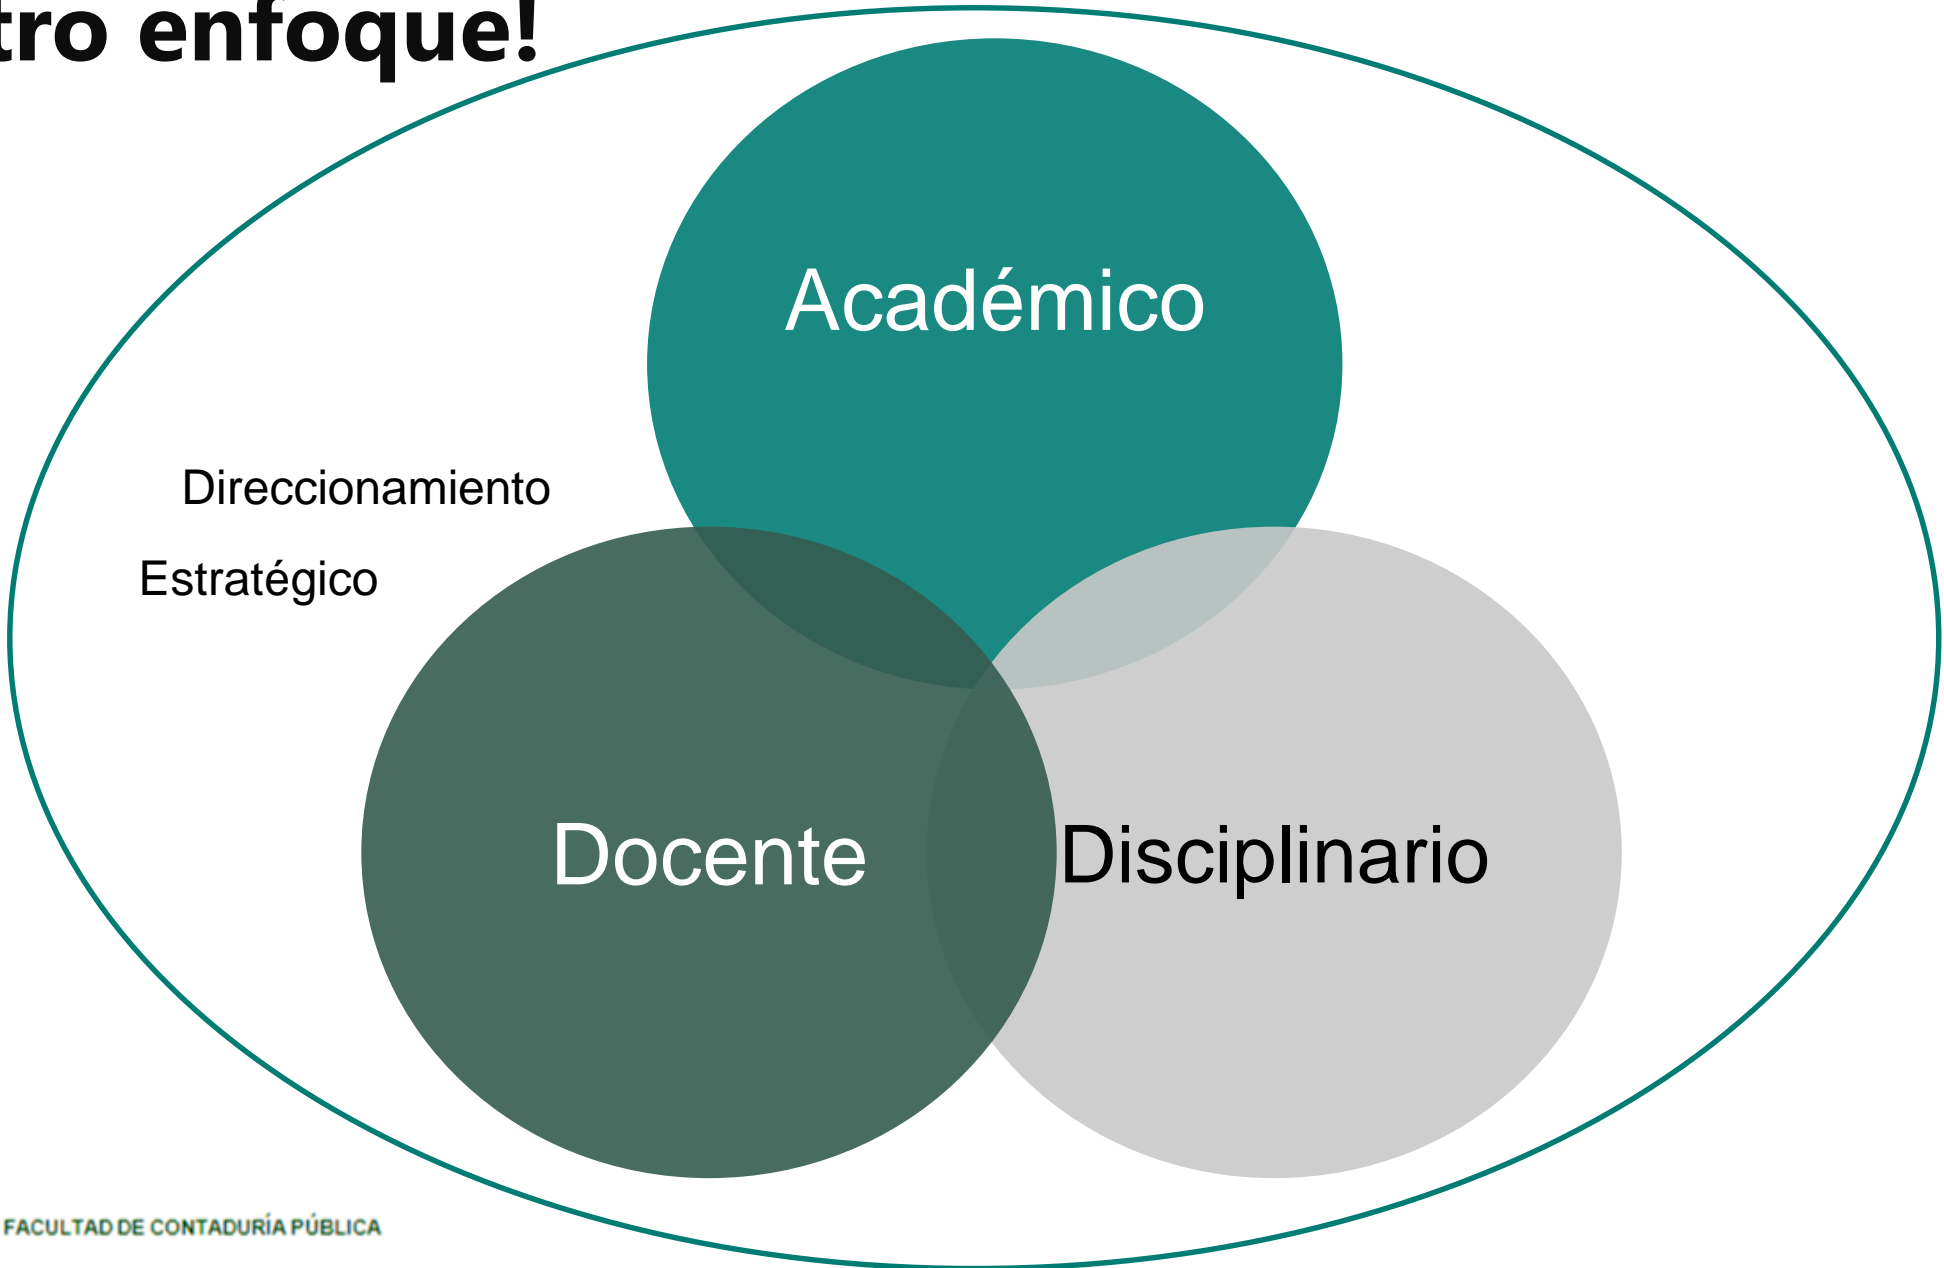 tro enfoque!
Académico
Direccionamiento
Estratégico
Docente
Disciplinario
FACULTAD DE CONTADURÍA PÚBLICA